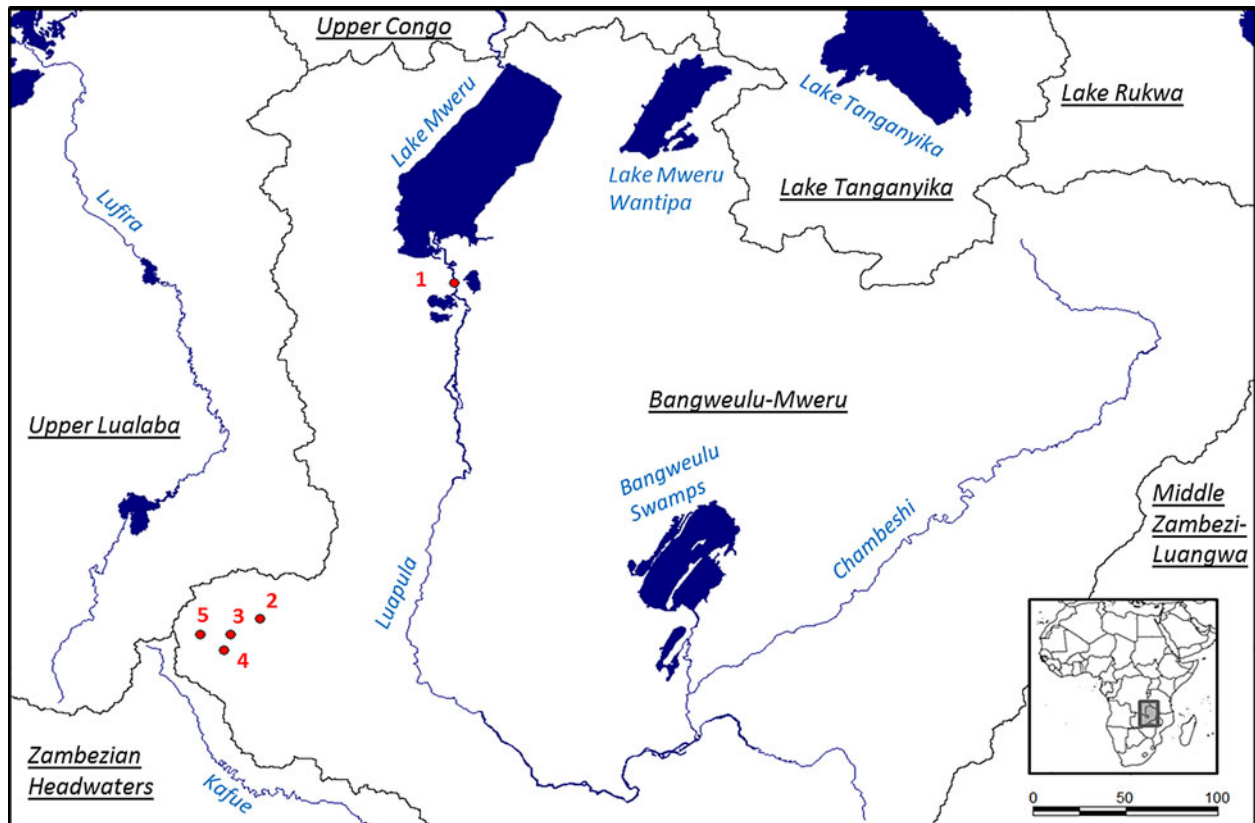 Upper Congo
Lake Mweru
Lake Tanganyika
Lake Rukwa
Lake Mweru
Wantipa
Lake Tanganyika
Lufira
1
Upper Lualaba
Bangweulu-Mweru
Bangweulu
Swamps
Chambeshi
Middle
Zambezi-
Luangwa
Luapula
5
3
2
4
Zambezian
Headwaters
Kafue
0
50
100